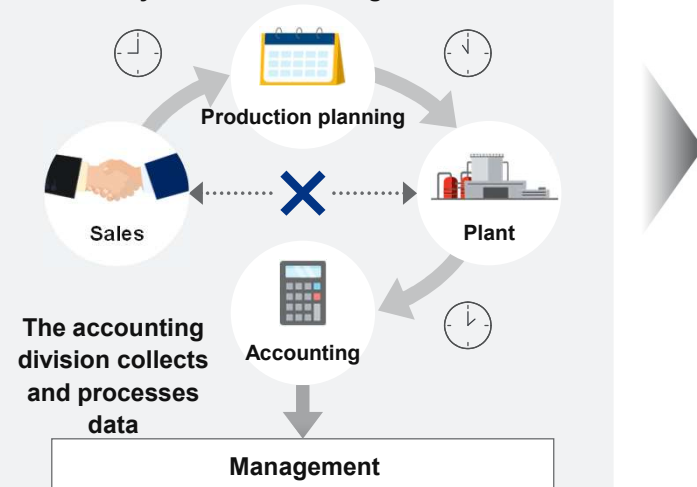 Production planning
Sales
Plant
Accounting
The accounting
division collects
and processes
data
Management